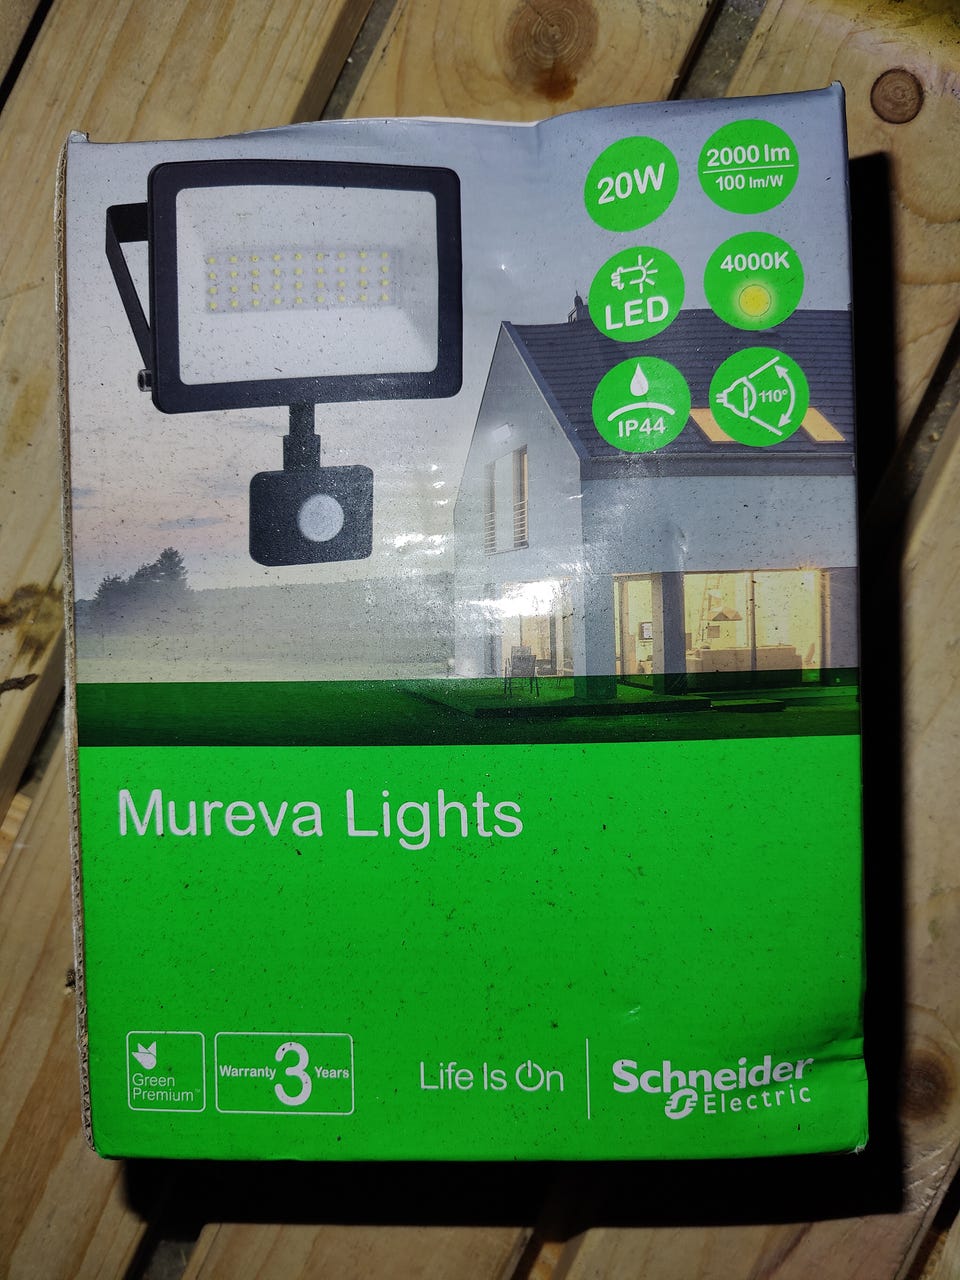 20W
2000 lm
100 lm/W
LED
4000K
IP44
110°
Mureva Lights
Green
Premium™
Warranty 3 Years
Life Is On
Schneider
Electric